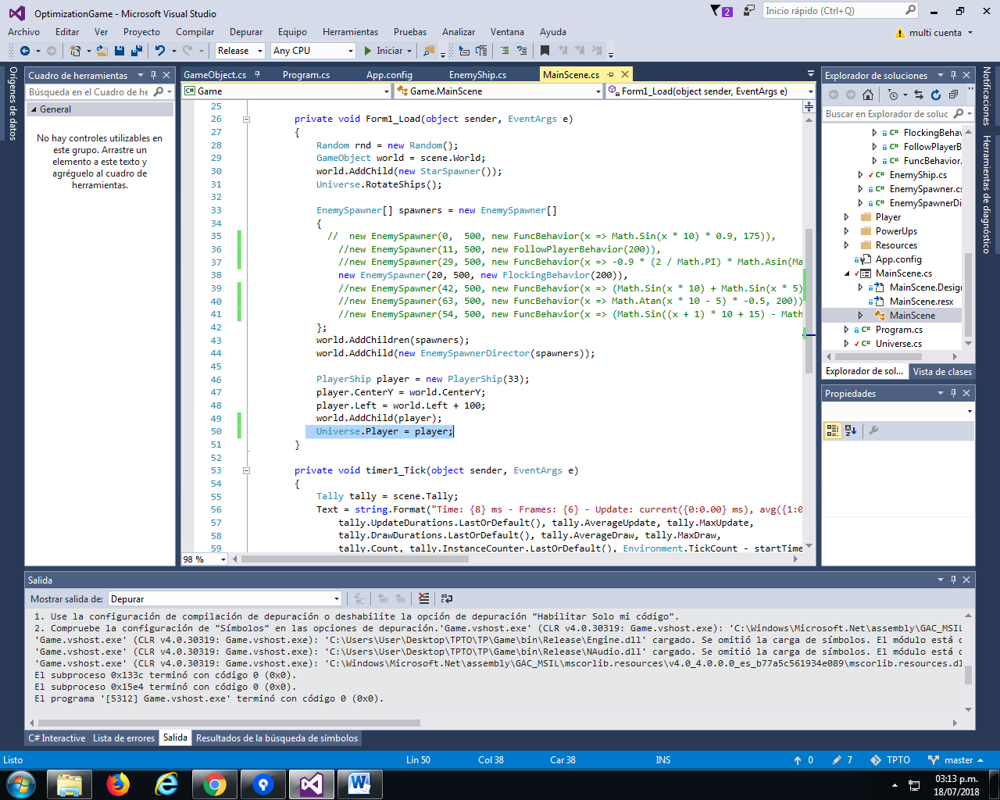 OptimizationGame - Microsoft Visual Studio
2
Inicio rápido (Ctrl+Q)
Archivo Editar Ver Proyecto Compilar Depurar Equipo Herramientas Pruebas Analizar Ventana Ayuda
multi cuenta
Release Any CPU Iniciar
Orígenes de datos
Cuadro de herramientas
Búsqueda en el Cuadro de he
General
No hay controles utilizables en
este grupo. Arrastre un
elemento a este texto y
agréguelo al cuadro de
herramientas.
GameObject.cs Program.cs App.config EnemyShip.cs MainScene.cs
Game Game.MainScene Form1_Load(object sender, EventArgs e)
25
26 private void Form1_Load(object sender, EventArgs e)
27 {
28 Random rnd = new Random();
29 GameObject world = scene.World;
30 world.AddChild(new StarSpawner());
31 Universe.RotateShips();
32
33 EnemySpawner[] spawners = new EnemySpawner[]
34 {
35 // new EnemySpawner(0, 500, new FuncBehavior(x => Math.Sin(x * 10) * 0.9, 175)),
36 //new EnemySpawner(11, 500, new FollowPlayerBehavior(200)),
37 //new EnemySpawner(29, 500, new FuncBehavior(x => -0.9 * (2 / Math.PI) * Math.Asin(Ma
38 new EnemySpawner(20, 500, new FlockingBehavior(200)),
39 //new EnemySpawner(42, 500, new FuncBehavior(x => (Math.Sin(x * 10) + Math.Sin(x * 5)
40 //new EnemySpawner(63, 500, new FuncBehavior(x => Math.Atan(x * 10 - 5) * -0.5, 200))
41 //new EnemySpawner(54, 500, new FuncBehavior(x => (Math.Sin((x + 1) * 10 + 15) - Math
42 };
43 world.AddChildren(spawners);
44 world.AddChild(new EnemySpawnerDirector(spawners));
45
46 PlayerShip player = new PlayerShip(33);
47 player.CenterY = world.CenterY;
48 player.Left = world.Left + 100;
49 world.AddChild(player);
50 Universe.Player = player;
51 }
52
53 private void timer1_Tick(object sender, EventArgs e)
54 {
55 Tally tally = scene.Tally;
56 Text = string.Format("Time: {8} ms - Frames: {6} - Update: current({0:0.00} ms), avg({1:0
57 tally.UpdateDurations.LastOrDefault(), tally.AverageUpdate, tally.MaxUpdate,
58 tally.DrawDurations.LastOrDefault(), tally.AverageDraw, tally.MaxDraw,
59 tally.Count, tally.InstanceCounter.LastOrDefault(), Environment.TickCount - startTime
98 %
Explorador de soluciones
Buscar en Explorador de soluc
FlockingBehav
FollowPlayerB
FuncBehavior.
EnemyShip.cs
EnemySpawner.cs
EnemySpawnerDi
Player
PowerUps
Resources
App.config
MainScene.cs
MainScene.Desig
MainScene.resx
MainScene
Program.cs
Universe.cs
Explorador de sol... Vista de clases
Propiedades
Notificaciones
Herramientas de diagnóstico
Salida
Mostrar salida de: Depurar
1. Use la configuración de compilación de depuración o deshabilite la opción de depuración "Habilitar Solo mi código".
2. Compruebe la configuración de "Símbolos" en las opciones de depuración.'Game.vshost.exe' (CLR v4.0.30319: Game.vshost.exe): 'C:\Windows\Microsoft.Net\assembly\GAC_MSIL
'Game.vshost.exe' (CLR v4.0.30319: Game.vshost.exe): 'C:\Users\User\Desktop\TPTO\TP\Game\bin\Release\Engine.dll' cargado. Se omitió la carga de símbolos. El módulo está o
'Game.vshost.exe' (CLR v4.0.30319: Game.vshost.exe): 'C:\Users\User\Desktop\TPTO\TP\Game\bin\Release\NAudio.dll' cargado. Se omitió la carga de símbolos. El módulo está o
'Game.vshost.exe' (CLR v4.0.30319: Game.vshost.exe): 'C:\Windows\Microsoft.Net\assembly\GAC_MSIL\mscorlib.resources\v4.0_4.0.0.0_es_b77a5c561934e089\mscorlib.resources.dl
El subproceso 0x133c terminó con código 0 (0x0).
El subproceso 0x15e4 terminó con código 0 (0x0).
El programa '[5312] Game.vshost.exe' terminó con código 0 (0x0).
C# Interactive Lista de errores Salida Resultados de la búsqueda de símbolos
Listo Lín 50 Col 38 Car 38 INS 0 7 TPTO master
03:13 p.m.
18/07/2018